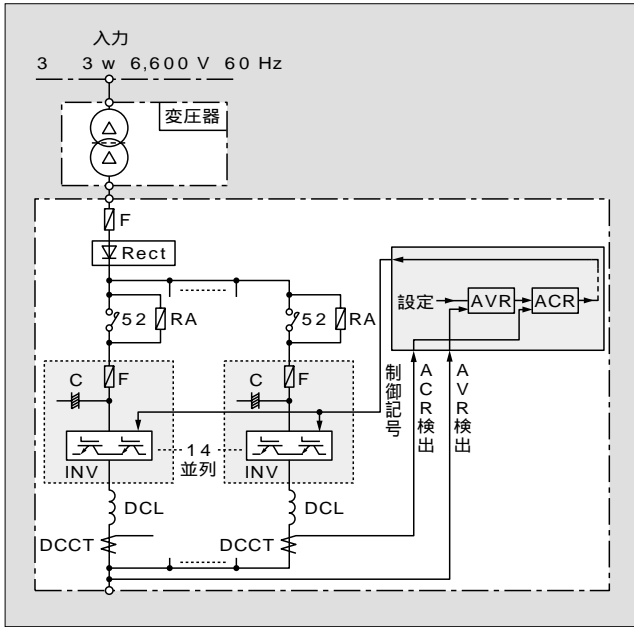 入力
3 3 w 6,600 V 60 Hz
変圧器
F
Rect
52 RA
52 RA
設定 AVR ACR
C F
C F
制御記号
ACR検出
AVR検出
INV
14
並列
INV
DCL
DCL
DCCT
DCCT